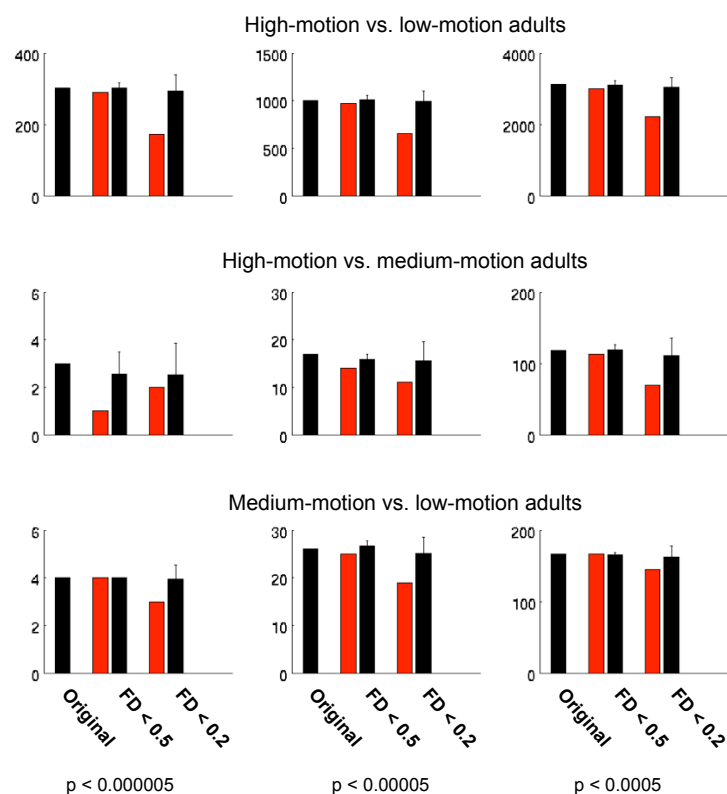 High-motion vs. low-motion adults
400
200
0
1500
1000
500
0
4000
2000
0
High-motion vs. medium-motion adults
6
4
2
0
30
20
10
0
200
100
0
Medium-motion vs. low-motion adults
6
4
2
0
30
20
10
0
200
100
0
Original
FD < 0.5
FD < 0.2
Original
FD < 0.5
FD < 0.2
Original
FD < 0.5
FD < 0.2
p < 0.000005
p < 0.00005
p < 0.0005